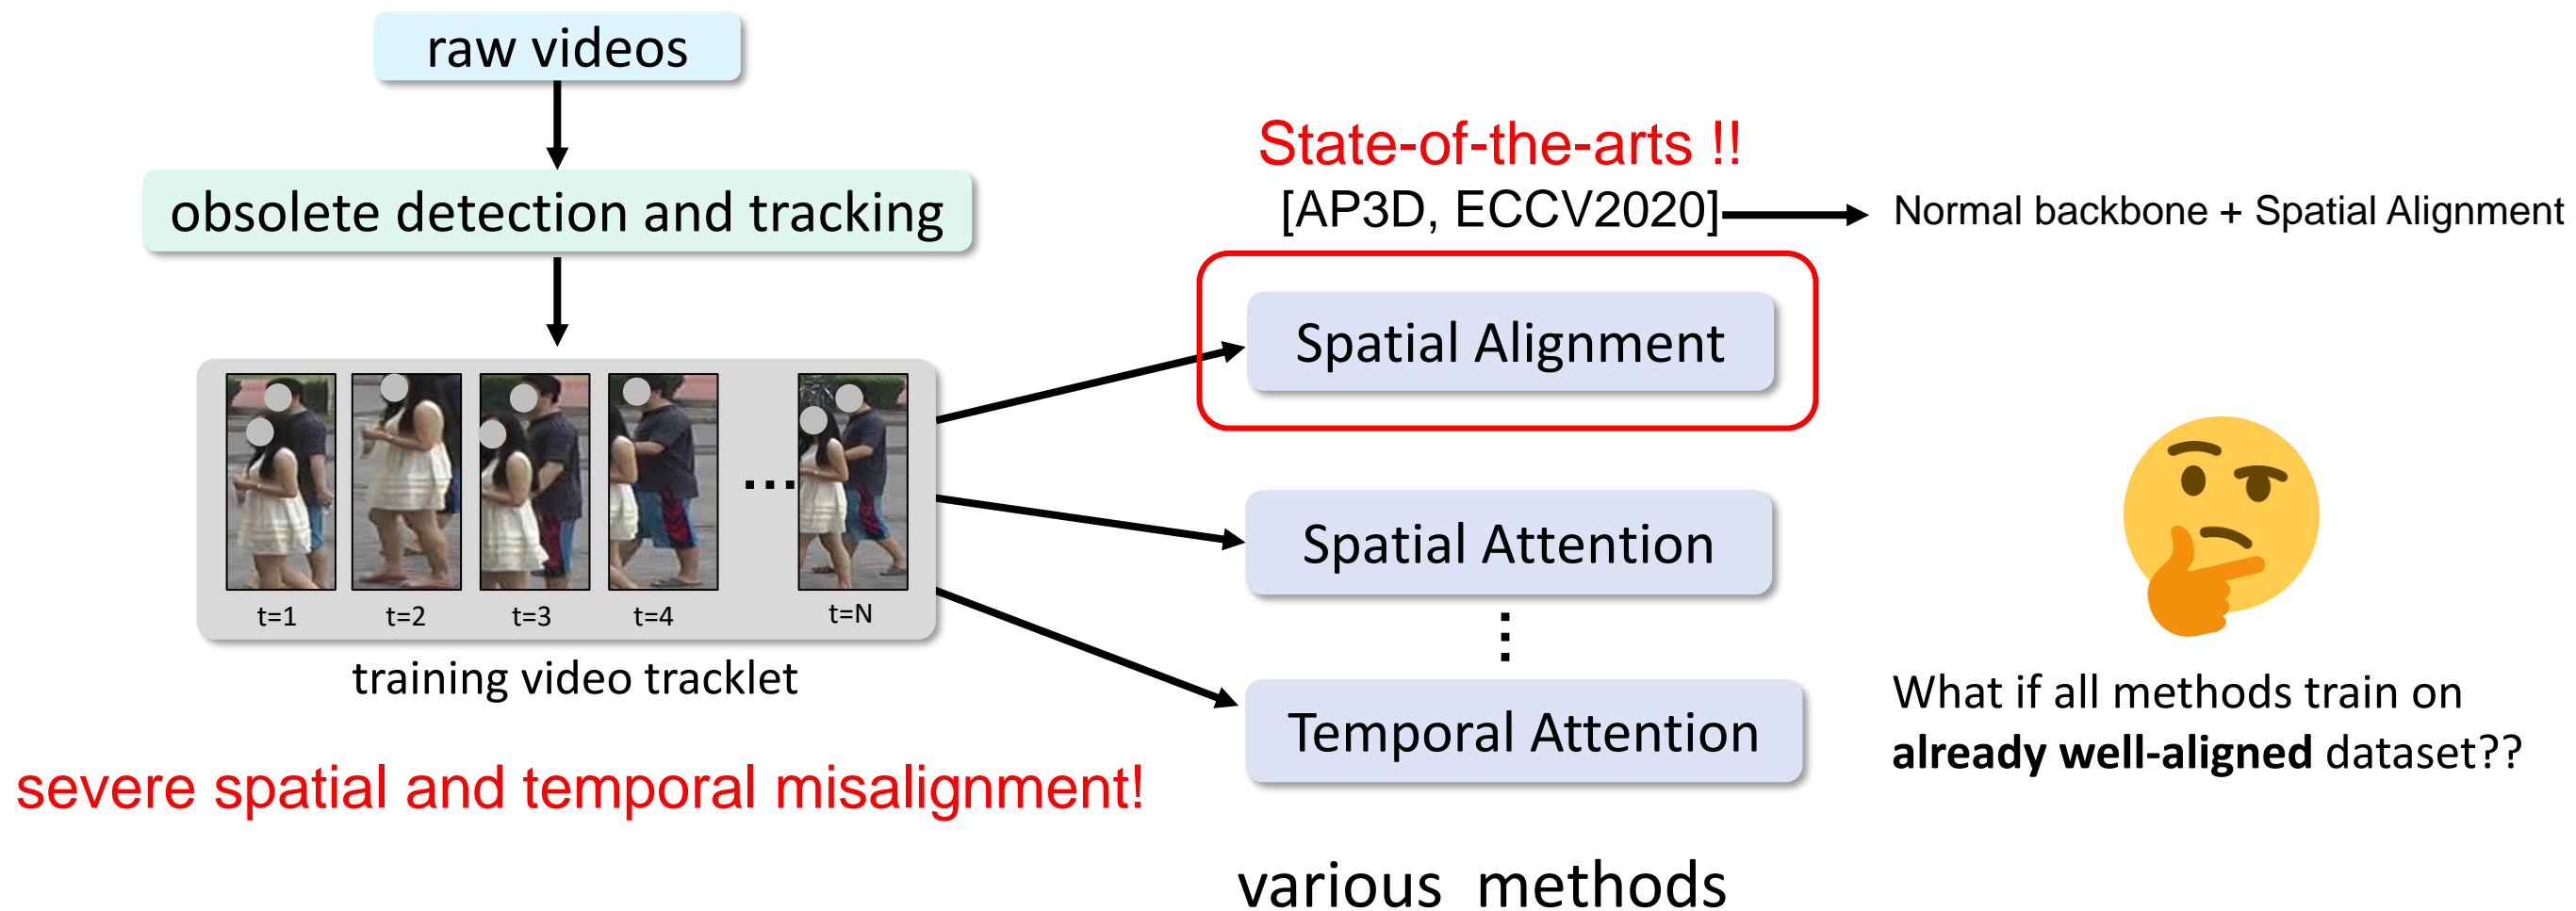 raw videos
obsolete detection and tracking
t=1
t=2
t=3
t=4
...
t=N
training video tracklet
severe spatial and temporal misalignment!
State-of-the-arts !!
[AP3D, ECCV2020]
Normal backbone + Spatial Alignment
Spatial Alignment
Spatial Attention
Temporal Attention
various methods
What if all methods train on
already well-aligned dataset??